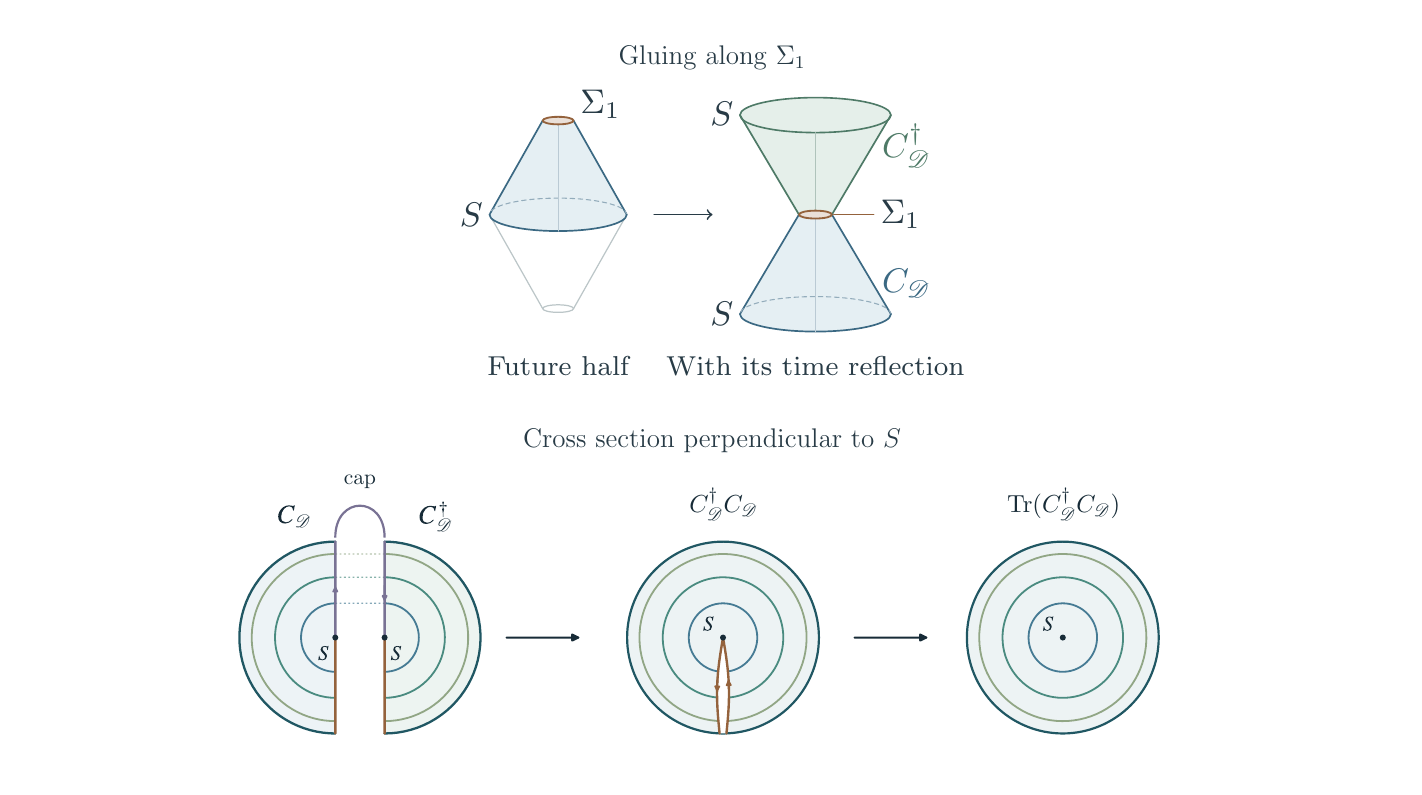 Gluing along Σ₁
Σ₁
S
S
C_𝒟^†
Σ₁
C_𝒟
S
Future half
With its time reflection
Cross section perpendicular to S
cap
C_𝒟
C_𝒟^†
s
s
C_𝒟^† C_𝒟
s
Tr(C_𝒟^† C_𝒟)
s